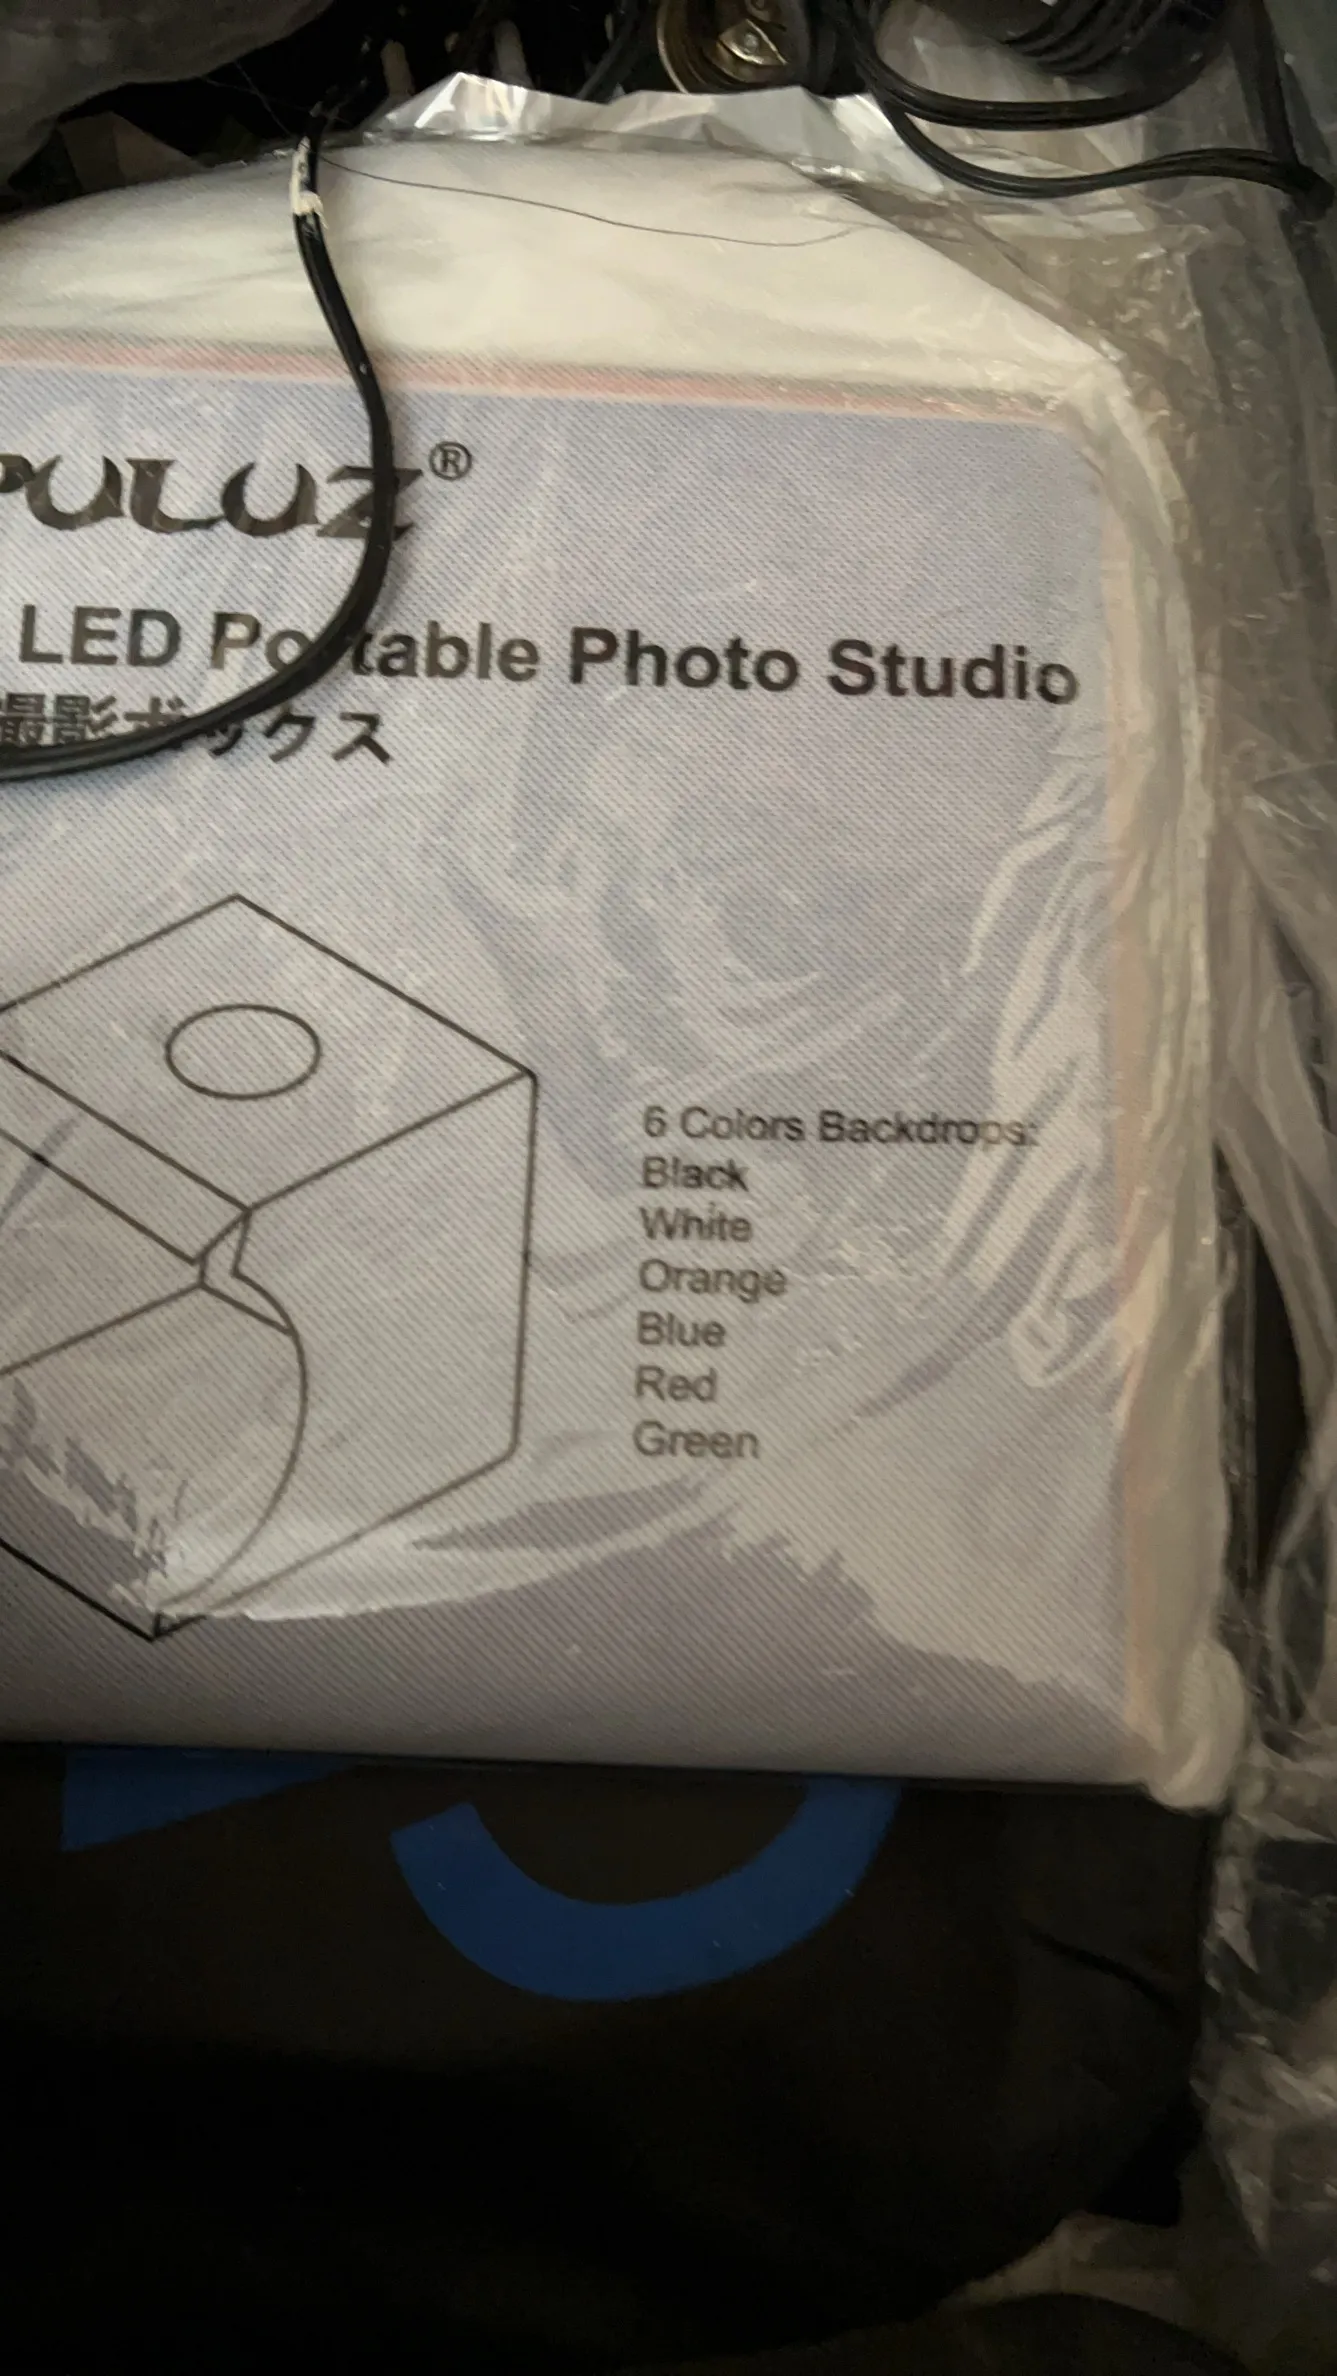 PULUZ®
LED Portable Photo Studio
撮影ボックス
6 Colors Backdrops:
Black
White
Orange
Blue
Red
Green